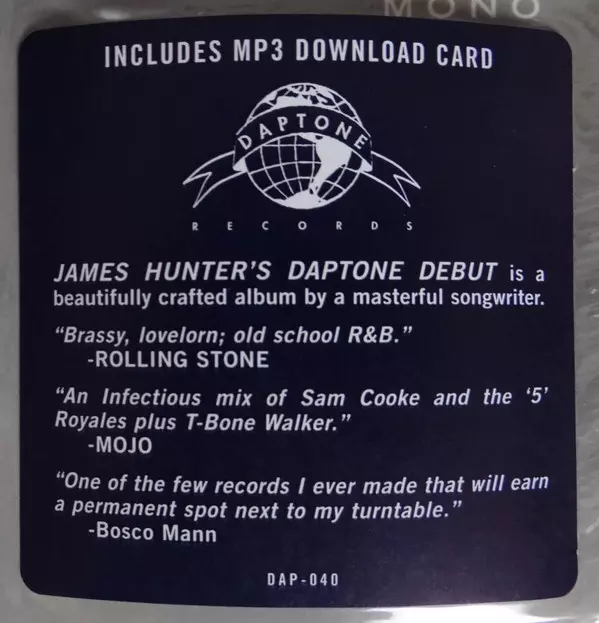 MONO
INCLUDES MP3 DOWNLOAD CARD
DAPTONE
RECORDS
JAMES HUNTER'S DAPTONE DEBUT is a
beautifully crafted album by a masterful songwriter.
“Brassy, lovelorn; old school R&B.”
-ROLLING STONE
“An Infectious mix of Sam Cooke and the ‘5’
Royales plus T-Bone Walker.”
-MOJO
“One of the few records I ever made that will earn
a permanent spot next to my turntable.”
-Bosco Mann
DAP-040